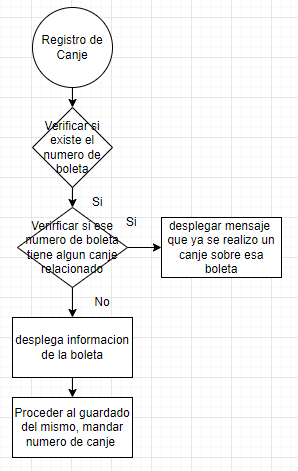 Registro de
Canje
Verificar si
existe el
numero de
boleta
Si
Verirficar si ese
numero de boleta
tiene algun canje
relacionado
Si
desplegar mensaje
que ya se realizo un
canje sobre esa
boleta
No
desplega informacion
de la boleta
Proceder al guardado
del mismo, mandar
numero de canje